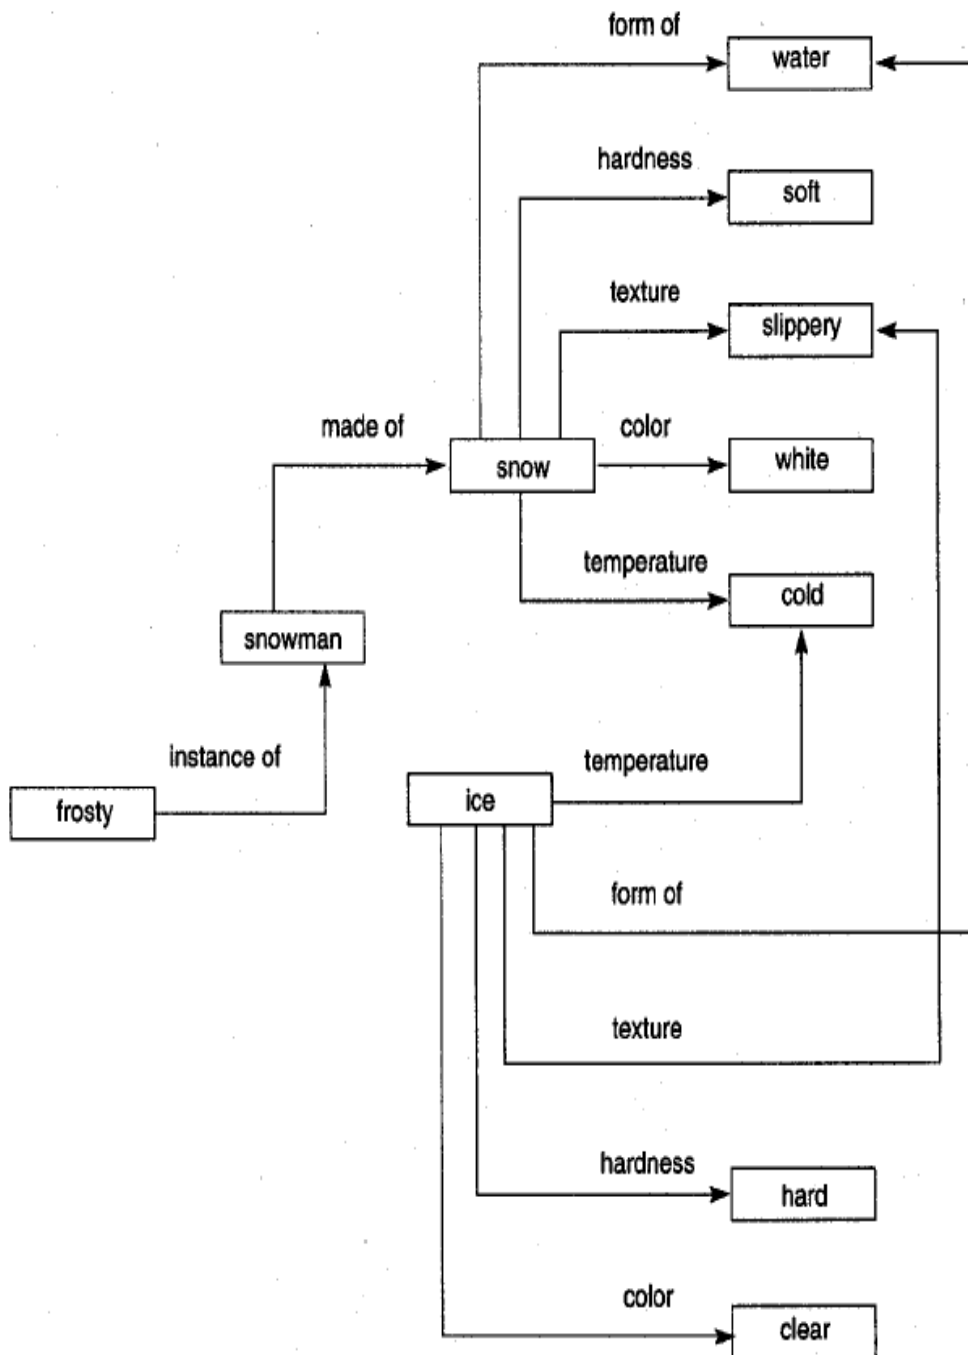 form of
water
hardness
soft
texture
slippery
made of
color
snow
white
temperature
cold
snowman
instance of
temperature
frosty
ice
form of
texture
hardness
hard
color
clear